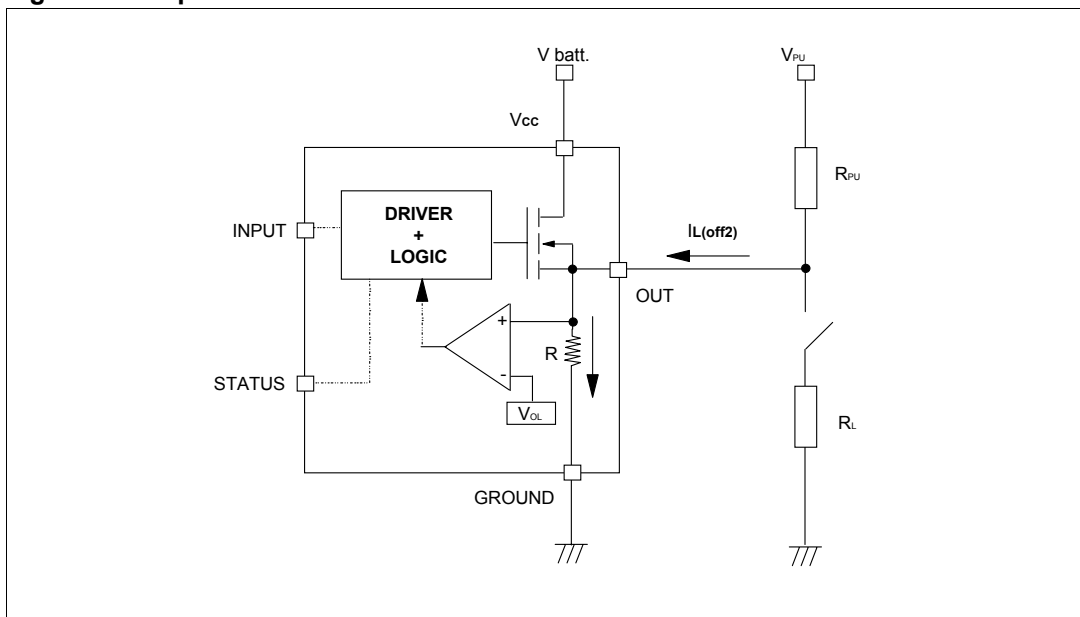 V batt.
VPU
Vcc
RPU
INPUT
DRIVER
+
LOGIC
IL(off2)
OUT
+
R
-
VOL
STATUS
RL
GROUND